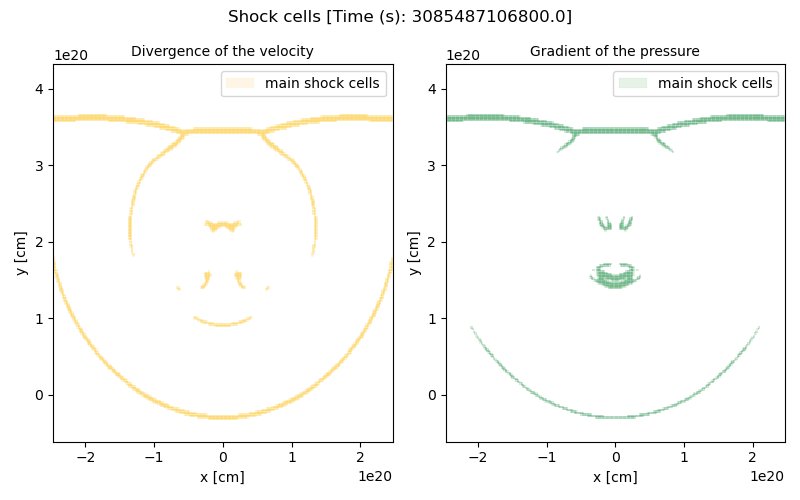 Shock cells [Time (s): 3085487106800.0]
Divergence of the velocity
1e20
main shock cells
4
3
2
1
0
y [cm]
−2
−1
0
1
2
x [cm]
1e20
Gradient of the pressure
1e20
main shock cells
4
3
2
1
0
y [cm]
−2
−1
0
1
2
x [cm]
1e20